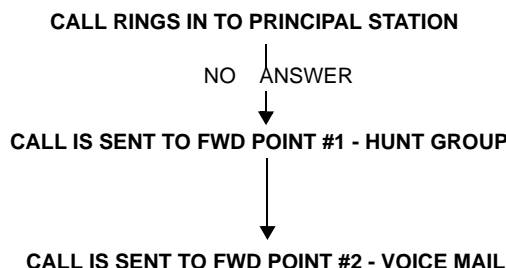 CALL RINGS IN TO PRINCIPAL STATION
NO ANSWER
CALL IS SENT TO FWD POINT #1 - HUNT GROUP
CALL IS SENT TO FWD POINT #2 - VOICE MAIL